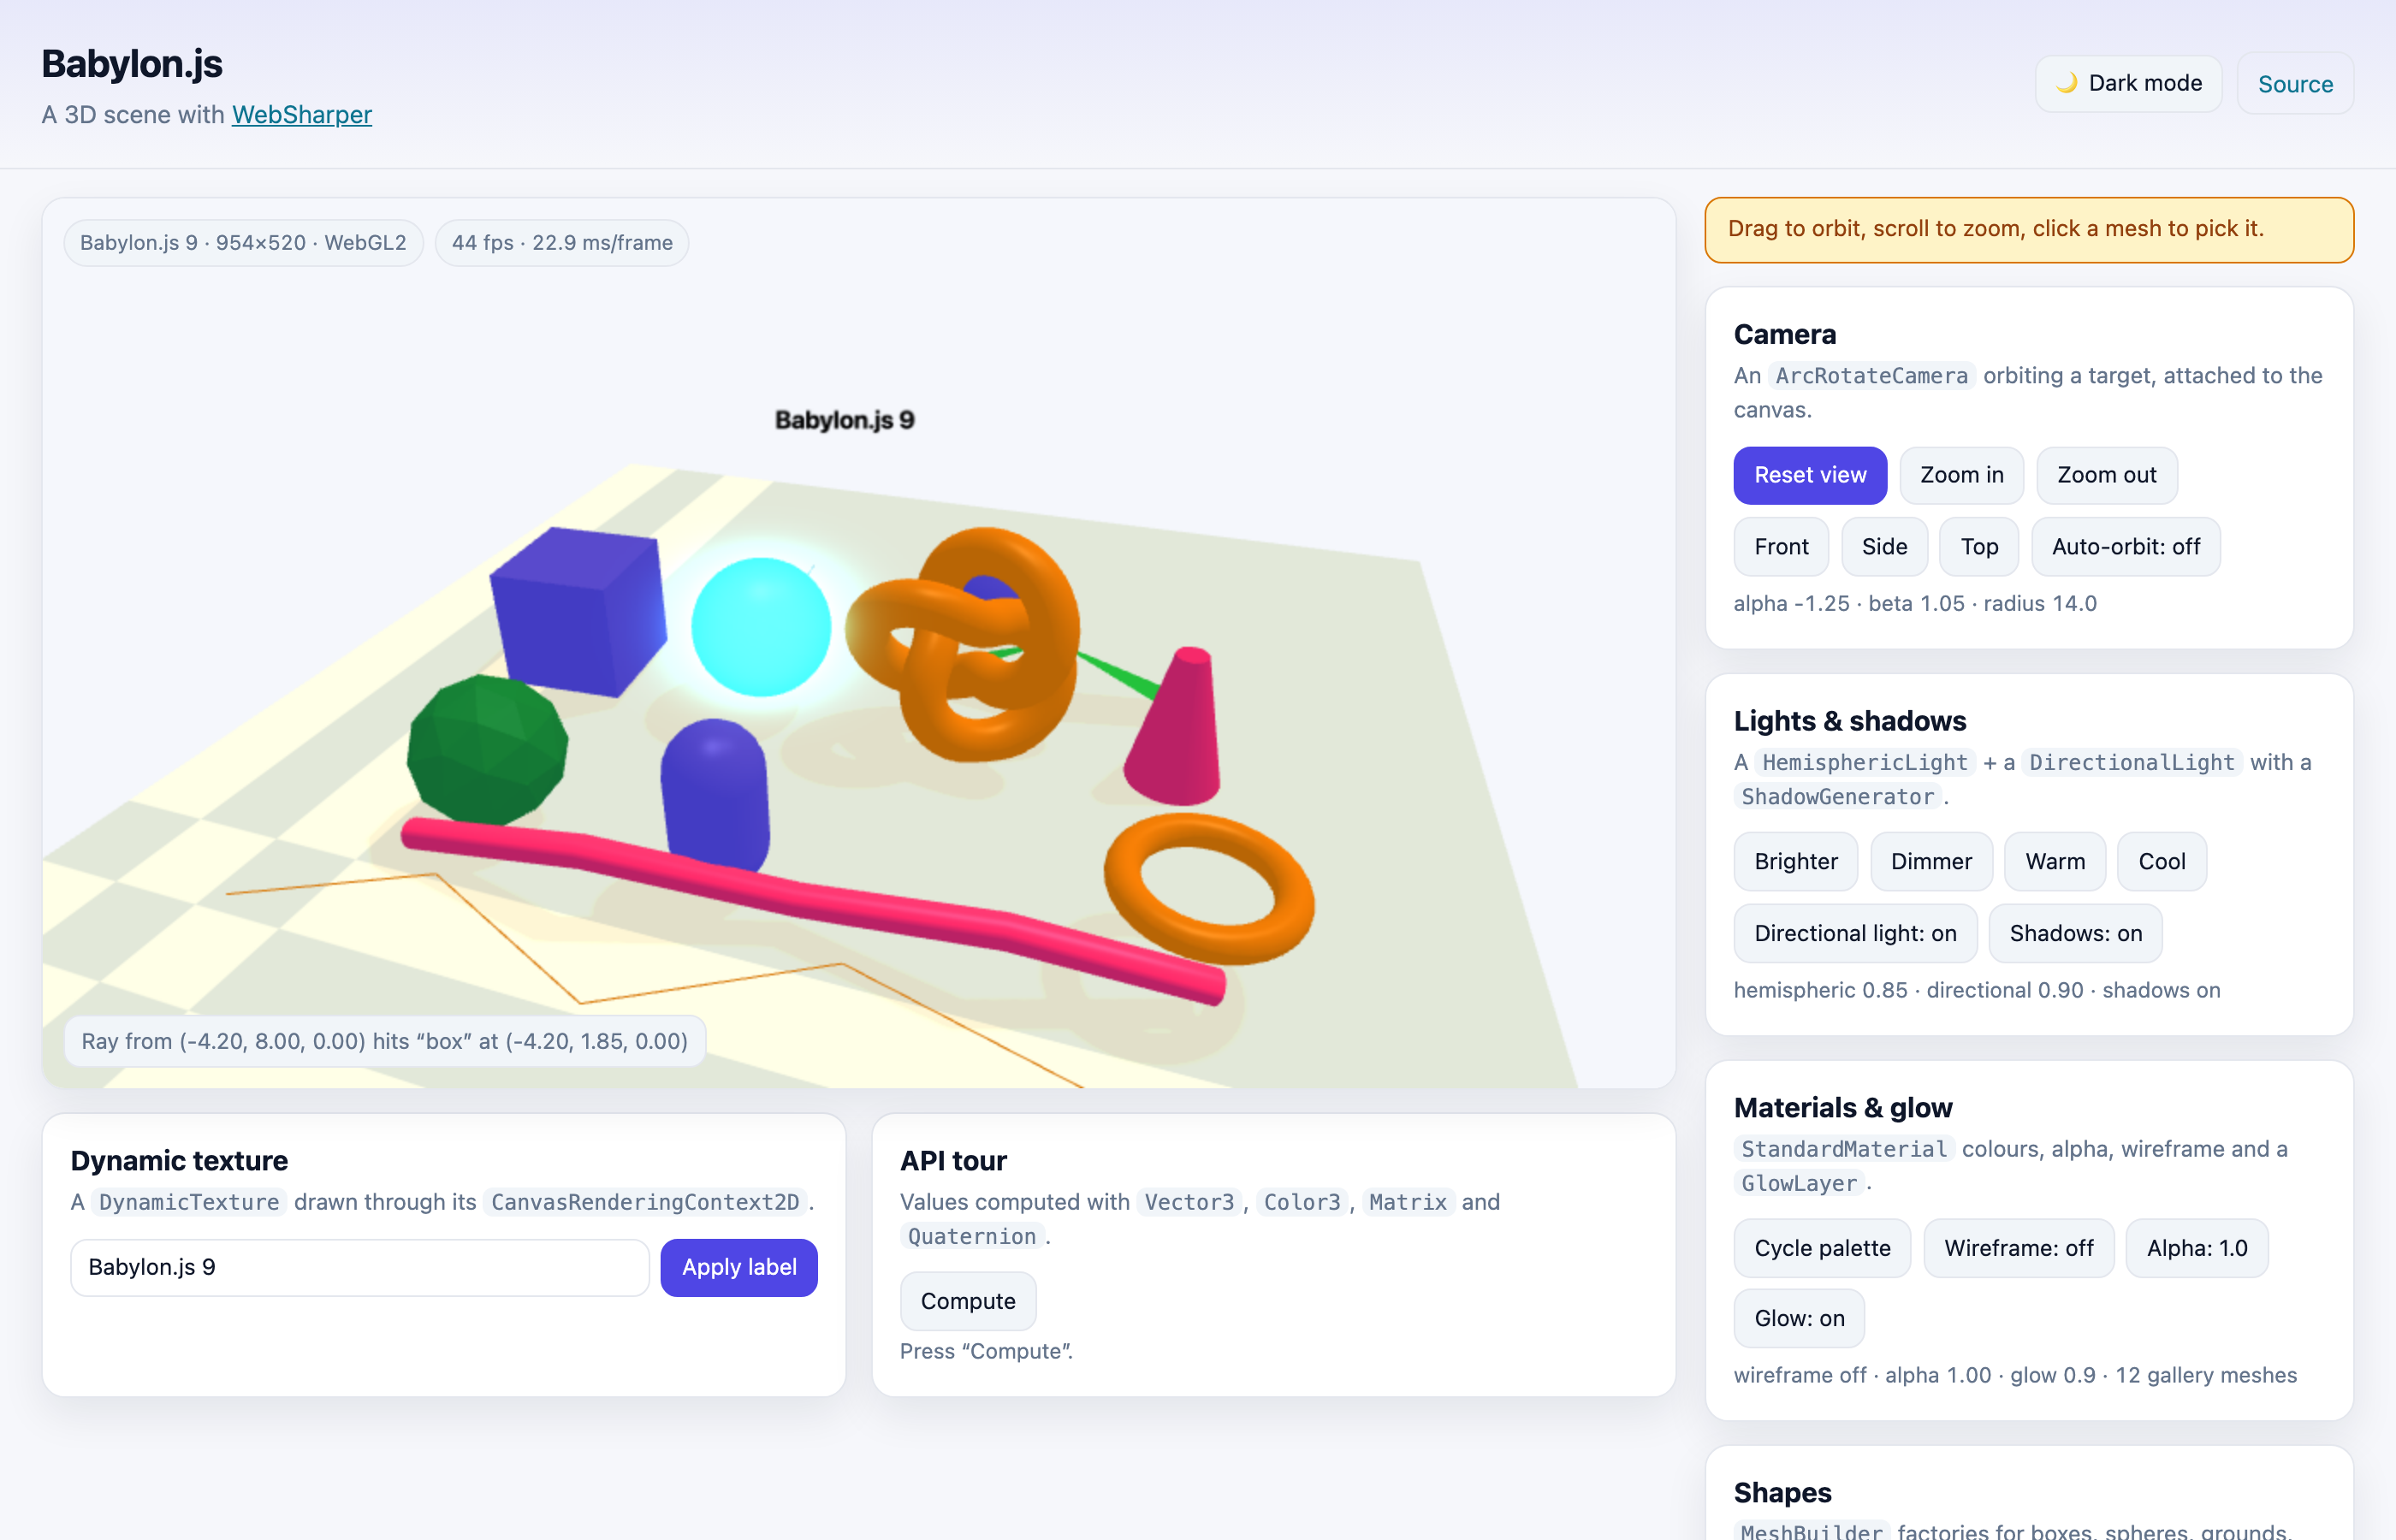 Babylon.js
A 3D scene with WebSharper
🌙 Dark mode
Source
Babylon.js 9 · 954×520 · WebGL2
44 fps · 22.9 ms/frame
Babylon.js 9
Ray from (-4.20, 8.00, 0.00) hits “box” at (-4.20, 1.85, 0.00)
Dynamic texture
A DynamicTexture drawn through its CanvasRenderingContext2D.
Babylon.js 9
Apply label
API tour
Values computed with Vector3, Color3, Matrix and
Quaternion.
Compute
Press “Compute”.
Drag to orbit, scroll to zoom, click a mesh to pick it.
Camera
An ArcRotateCamera orbiting a target, attached to the
canvas.
Reset view
Zoom in
Zoom out
Front
Side
Top
Auto-orbit: off
alpha -1.25 · beta 1.05 · radius 14.0
Lights & shadows
A HemisphericLight + a DirectionalLight with a
ShadowGenerator.
Brighter
Dimmer
Warm
Cool
Directional light: on
Shadows: on
hemispheric 0.85 · directional 0.90 · shadows on
Materials & glow
StandardMaterial colours, alpha, wireframe and a
GlowLayer.
Cycle palette
Wireframe: off
Alpha: 1.0
Glow: on
wireframe off · alpha 1.00 · glow 0.9 · 12 gallery meshes
Shapes
MeshBuilder factories for boxes, spheres, grounds,